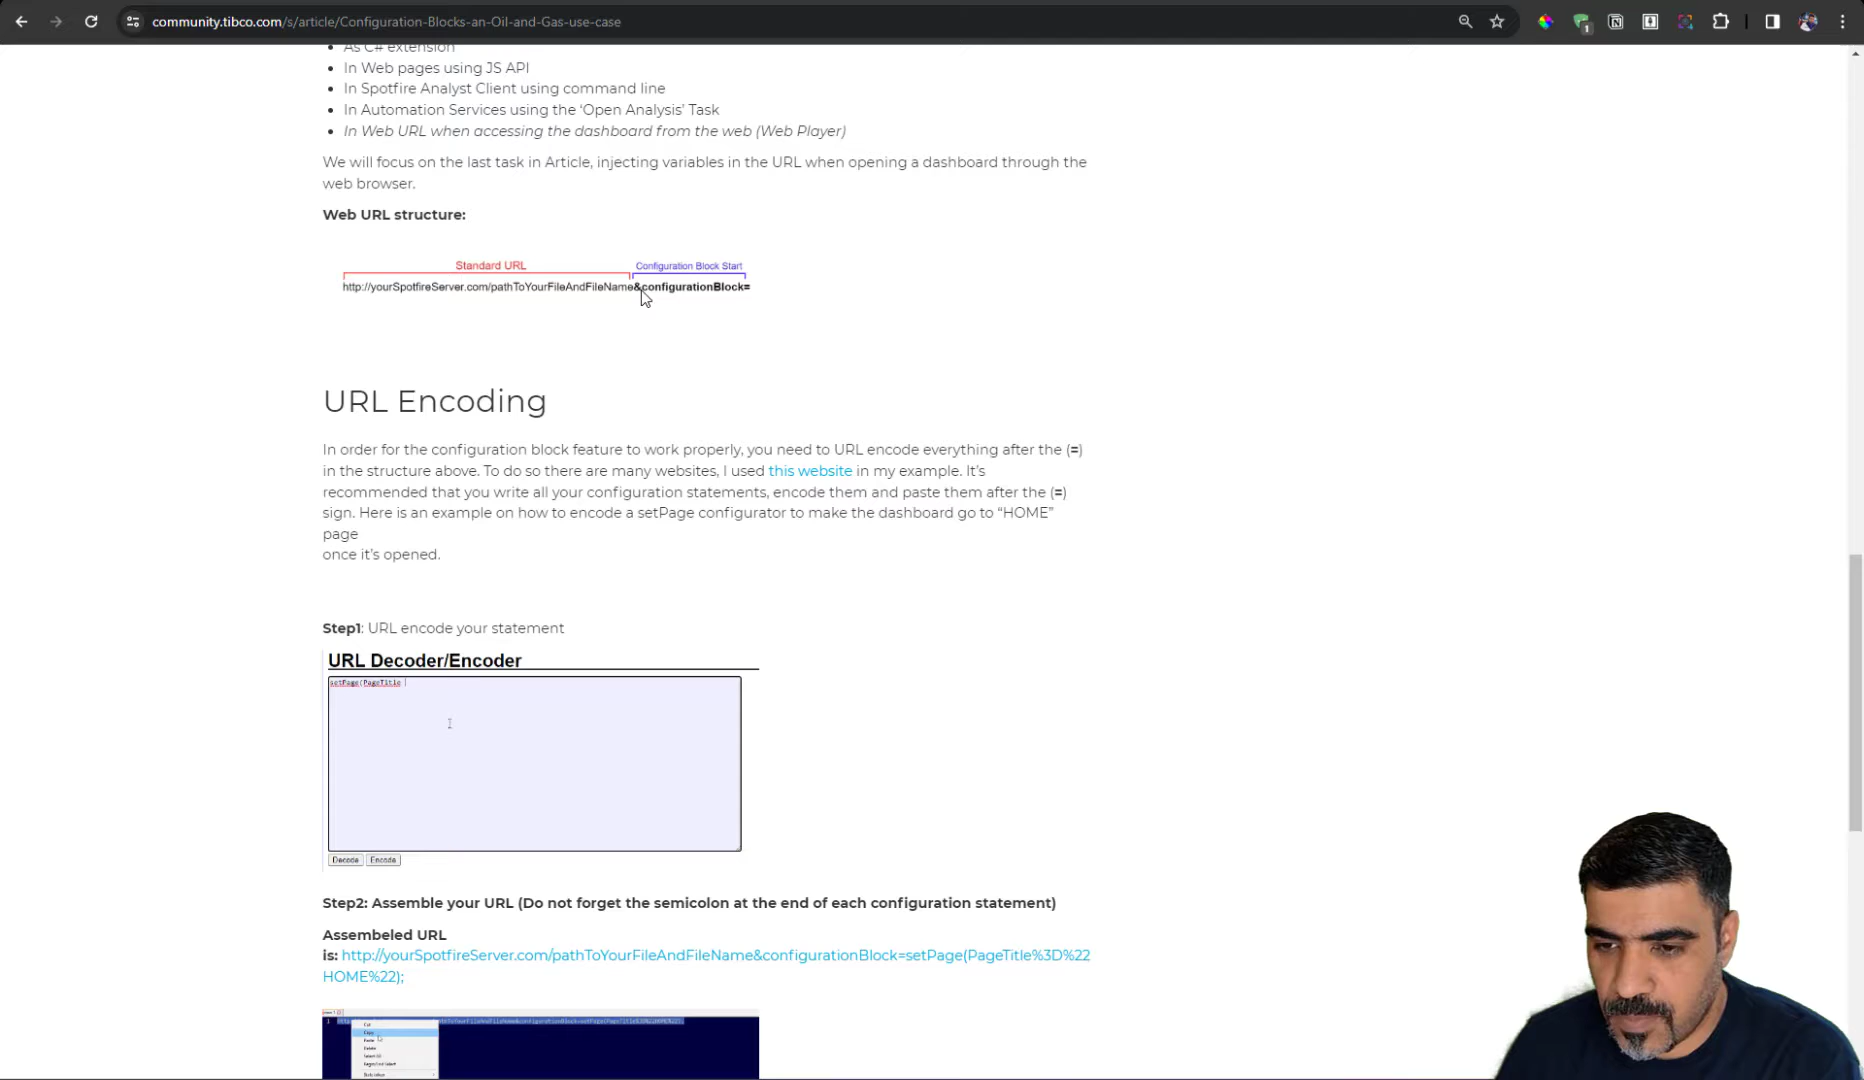 community.tibco.com/s/article/Configuration-Blocks-an-Oil-and-Gas-use-case
1
As C# extension
In Web pages using JS API
In Spotfire Analyst Client using command line
In Automation Services using the ‘Open Analysis’ Task
In Web URL when accessing the dashboard from the web (Web Player)
We will focus on the last task in Article, injecting variables in the URL when opening a dashboard through the
web browser.
Web URL structure:
Standard URL Configuration Block Start
http://yourSpotfireServer.com/pathToYourFileAndFileName&configurationBlock=
URL Encoding
In order for the configuration block feature to work properly, you need to URL encode everything after the (=)
in the structure above. To do so there are many websites, I used this website in my example. It’s
recommended that you write all your configuration statements, encode them and paste them after the (=)
sign. Here is an example on how to encode a setPage configurator to make the dashboard go to “HOME”
page
once it’s opened.
Step1: URL encode your statement
URL Decoder/Encoder
setPage(PageTitle
Decode Encode
Step2: Assemble your URL (Do not forget the semicolon at the end of each configuration statement)
Assembeled URL
is: http://yourSpotfireServer.com/pathToYourFileAndFileName&configurationBlock=setPage(PageTitle%3D%22
HOME%22);
Cut
Copy
Paste
Delete
Select All